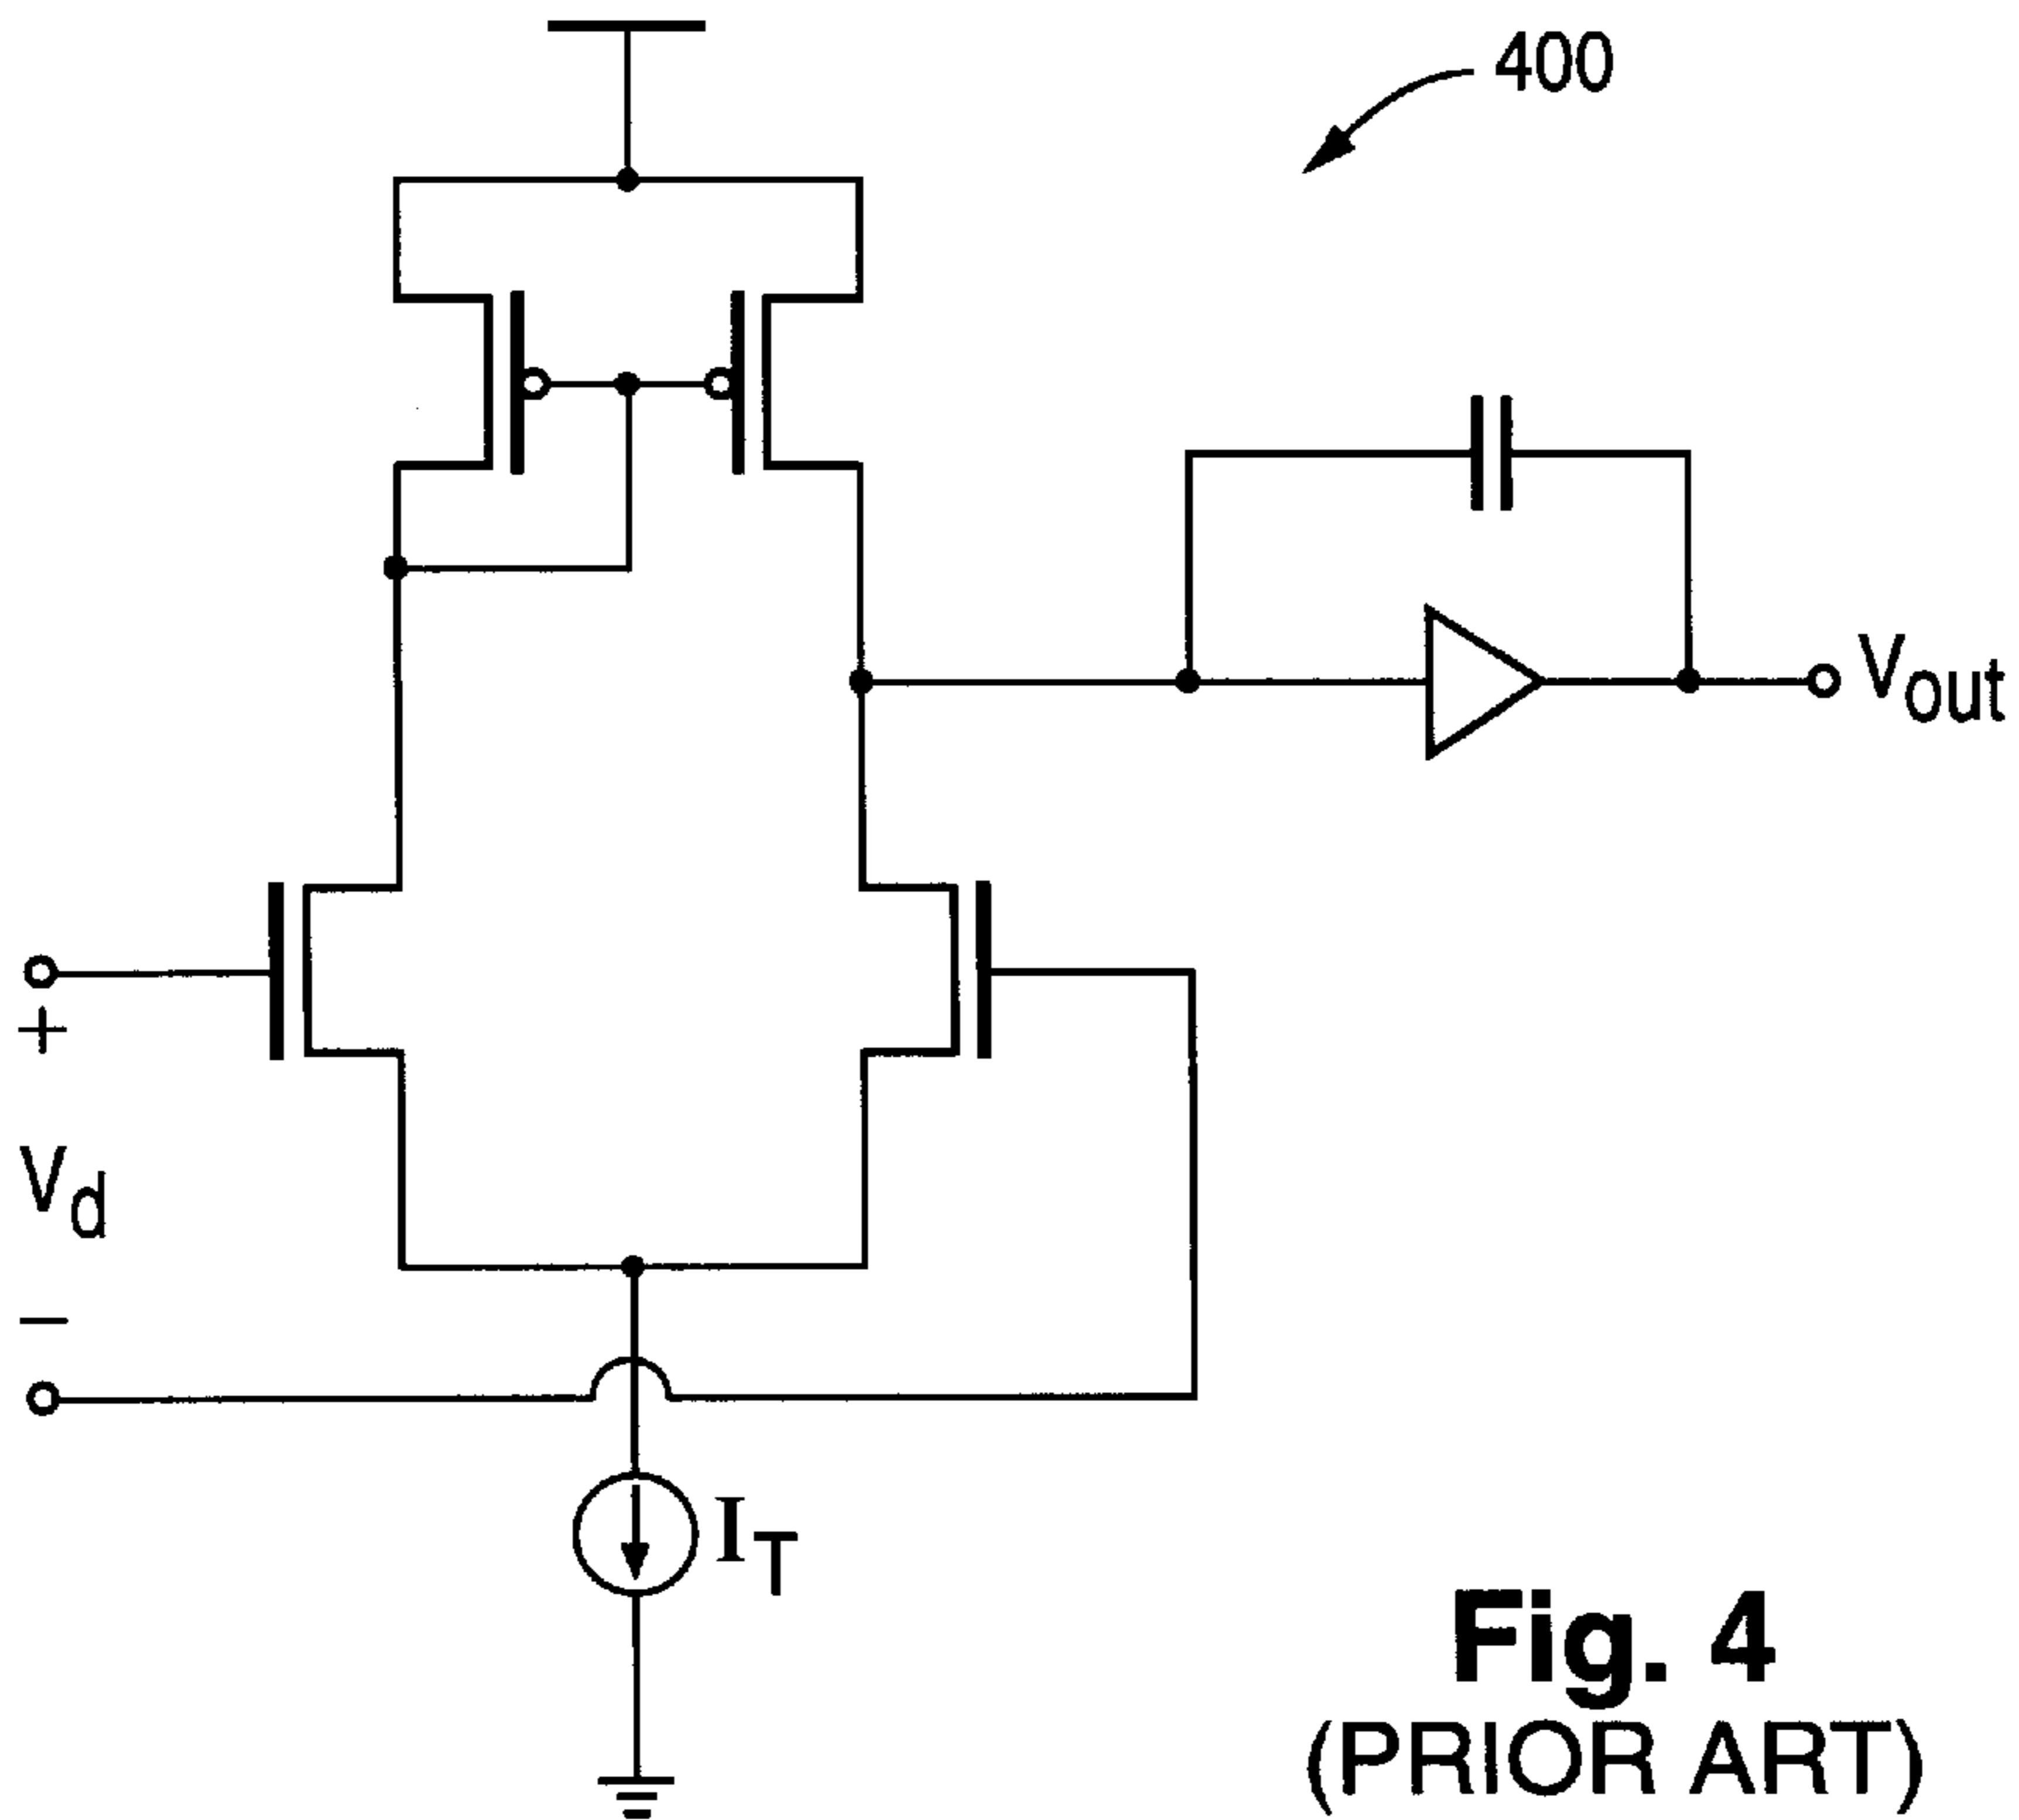 400
Vout
+
Vd
−
IT
Fig. 4
(PRIOR ART)